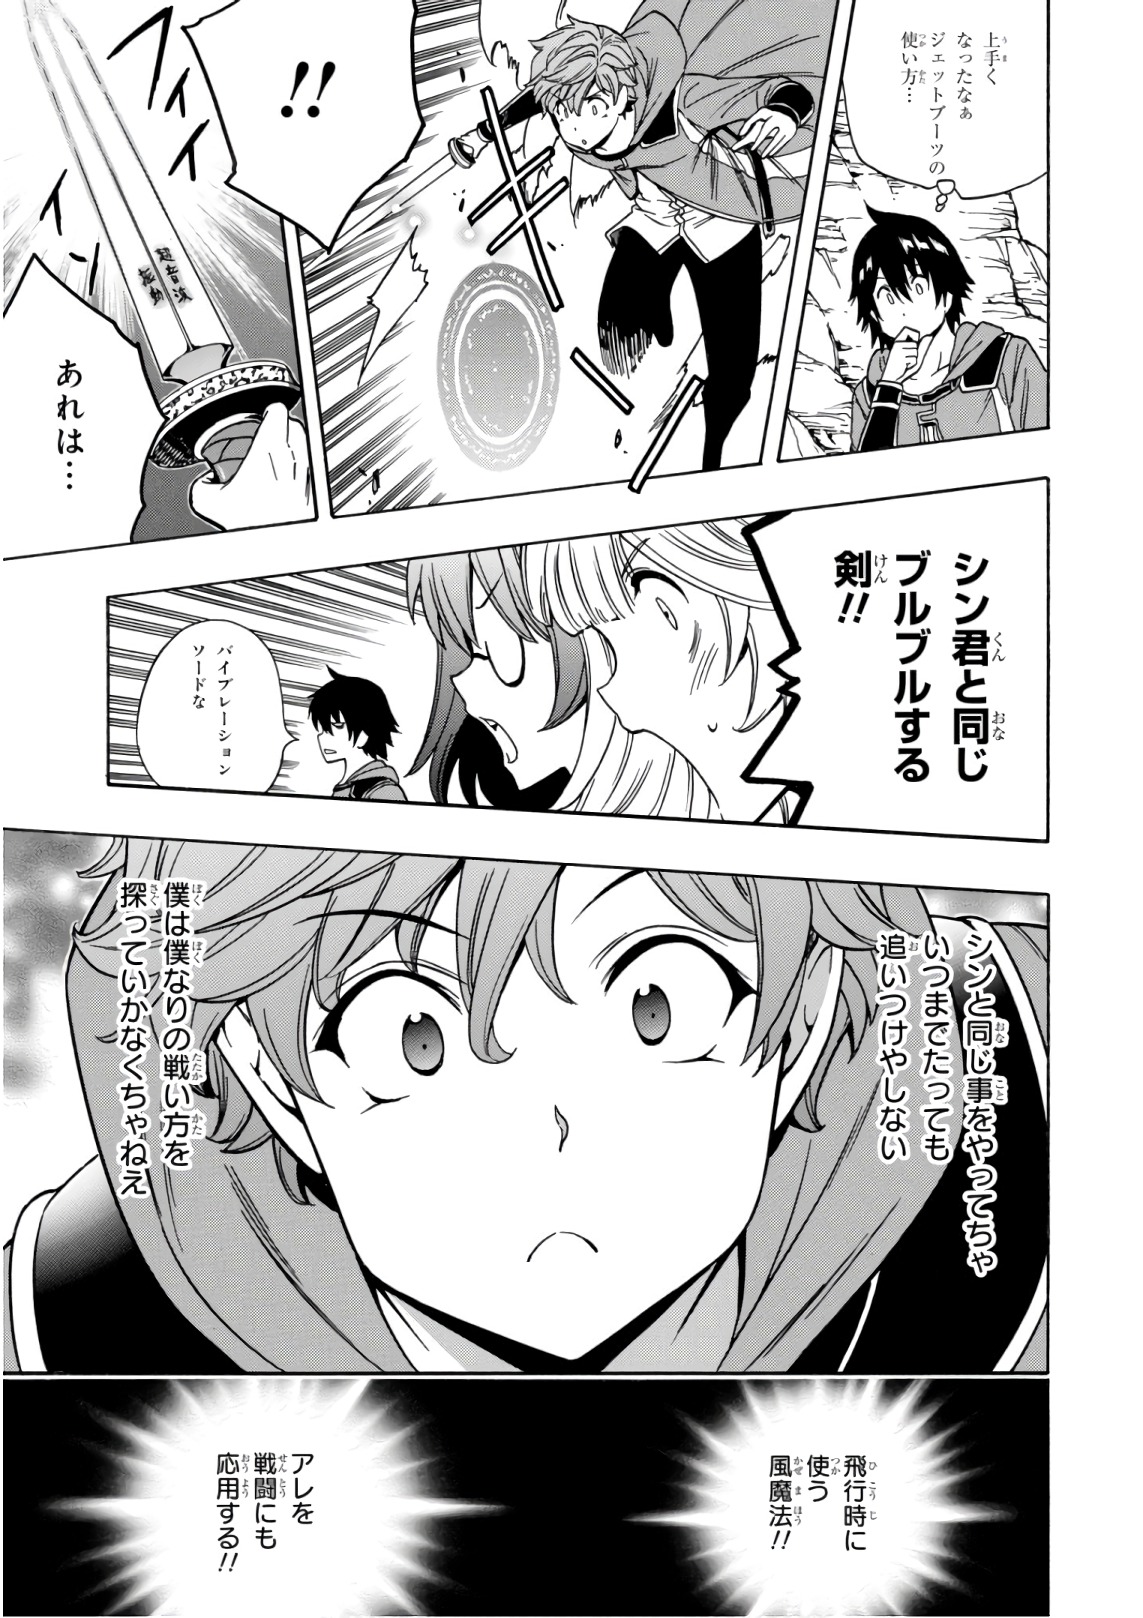 上手く
なったなぁ
ジェットブーツの
使い方…
!!
フィィィ
超音波
振動
あれは…
シン君と同じ
ブルブルする
剣!!
バイブレーション
ソードな
シンと同じ事をやってちゃ
いつまでたっても
追いつけやしない
僕は僕なりの戦い方を
探っていかなくちゃねえ
飛行時に
使う
風魔法!!
アレを
戦闘にも
応用する!!